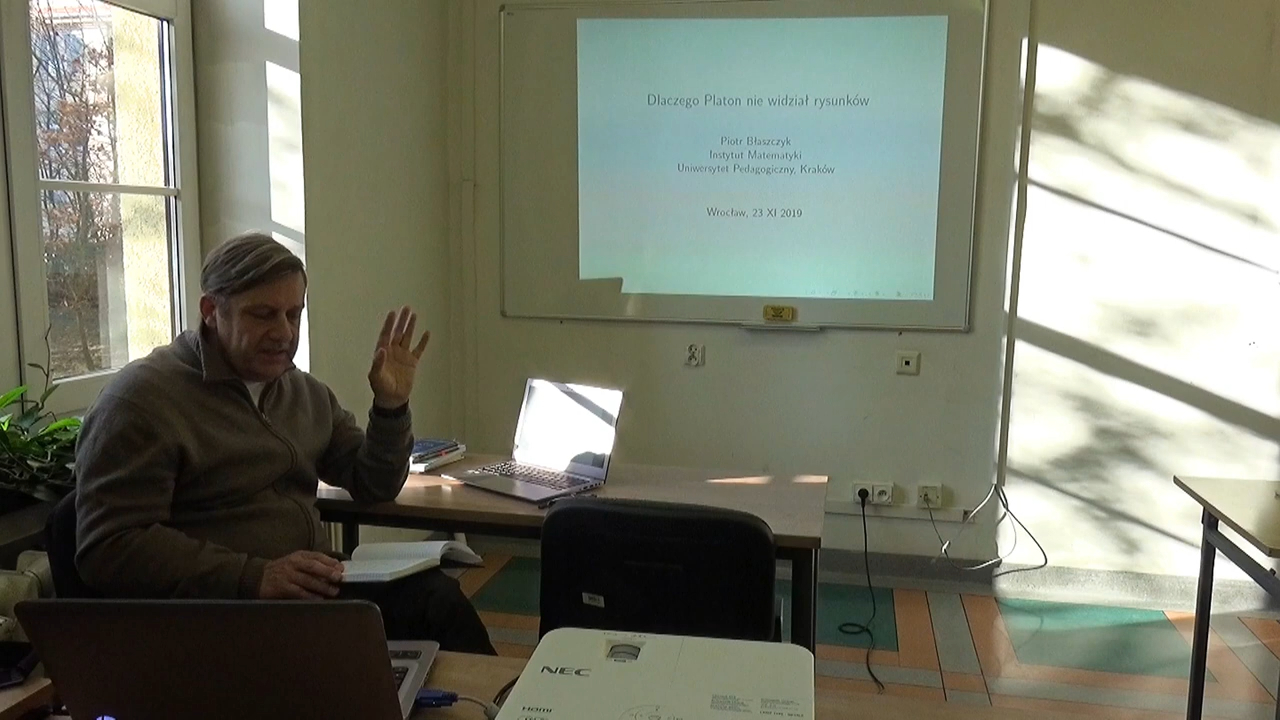 Dlaczego Platon nie widział rysunków
Piotr Błaszczyk
Instytut Matematyki
Uniwersytet Pedagogiczny, Kraków
Wrocław, 23 XI 2019
NEC